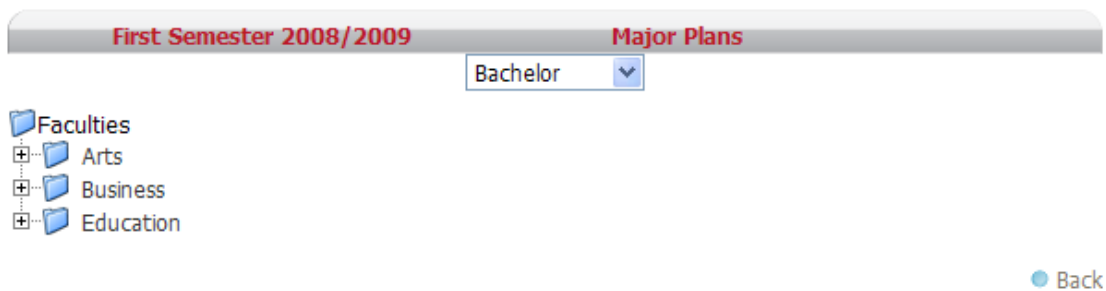 First Semester 2008/2009 Major Plans
Bachelor
Faculties
Arts
Business
Education
Back